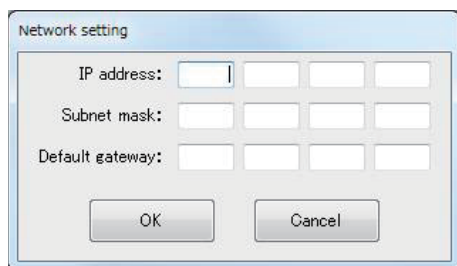 Network setting
IP address:
Subnet mask:
Default gateway:
OK Cancel